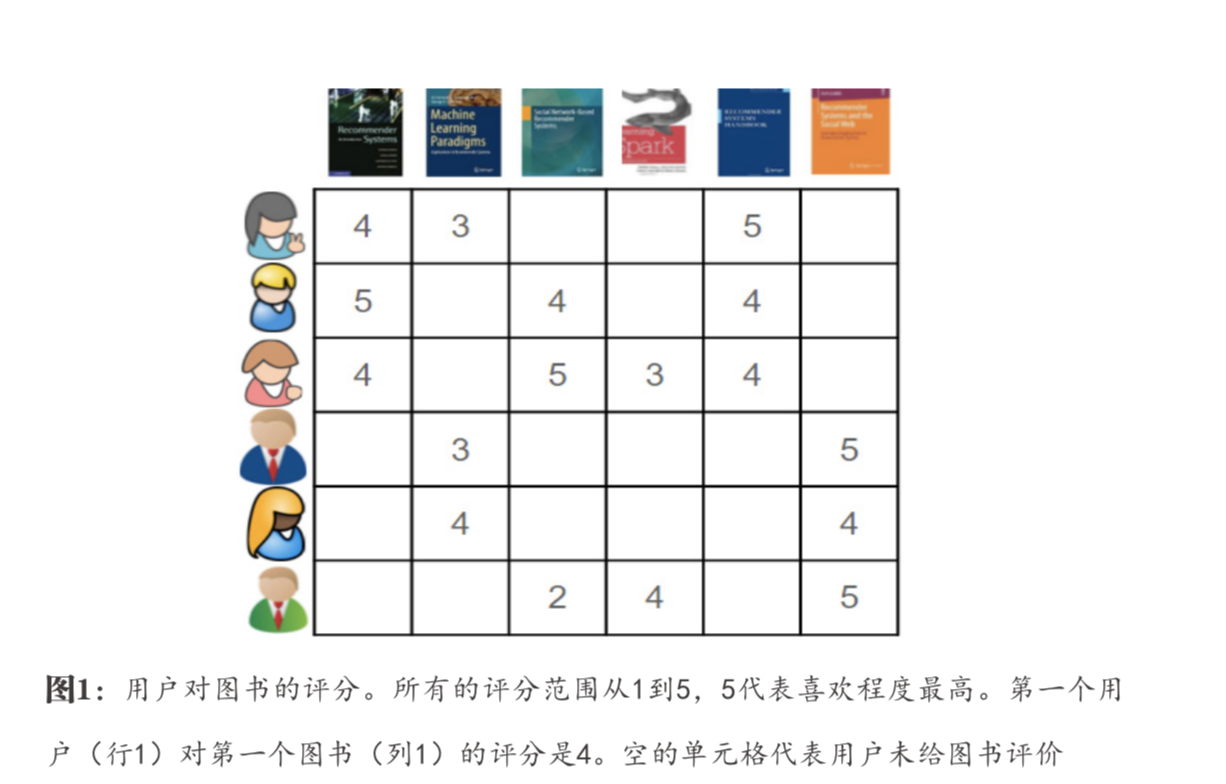 Recommender
Systems
Machine
Learning
Paradigms
Social Network-Based
Recommender
Systems
Spark
RECOMMENDER
SYSTEMS
HANDBOOK
Recommender
Systems and the
Social Web
4 3 5
5 4 4
4 5 3 4
3 5
4 4
2 4 5
图1：用户对图书的评分。所有的评分范围从1到5，5代表喜欢程度最高。第一个用
户（行1）对第一个图书（列1）的评分是4。空的单元格代表用户未给图书评价